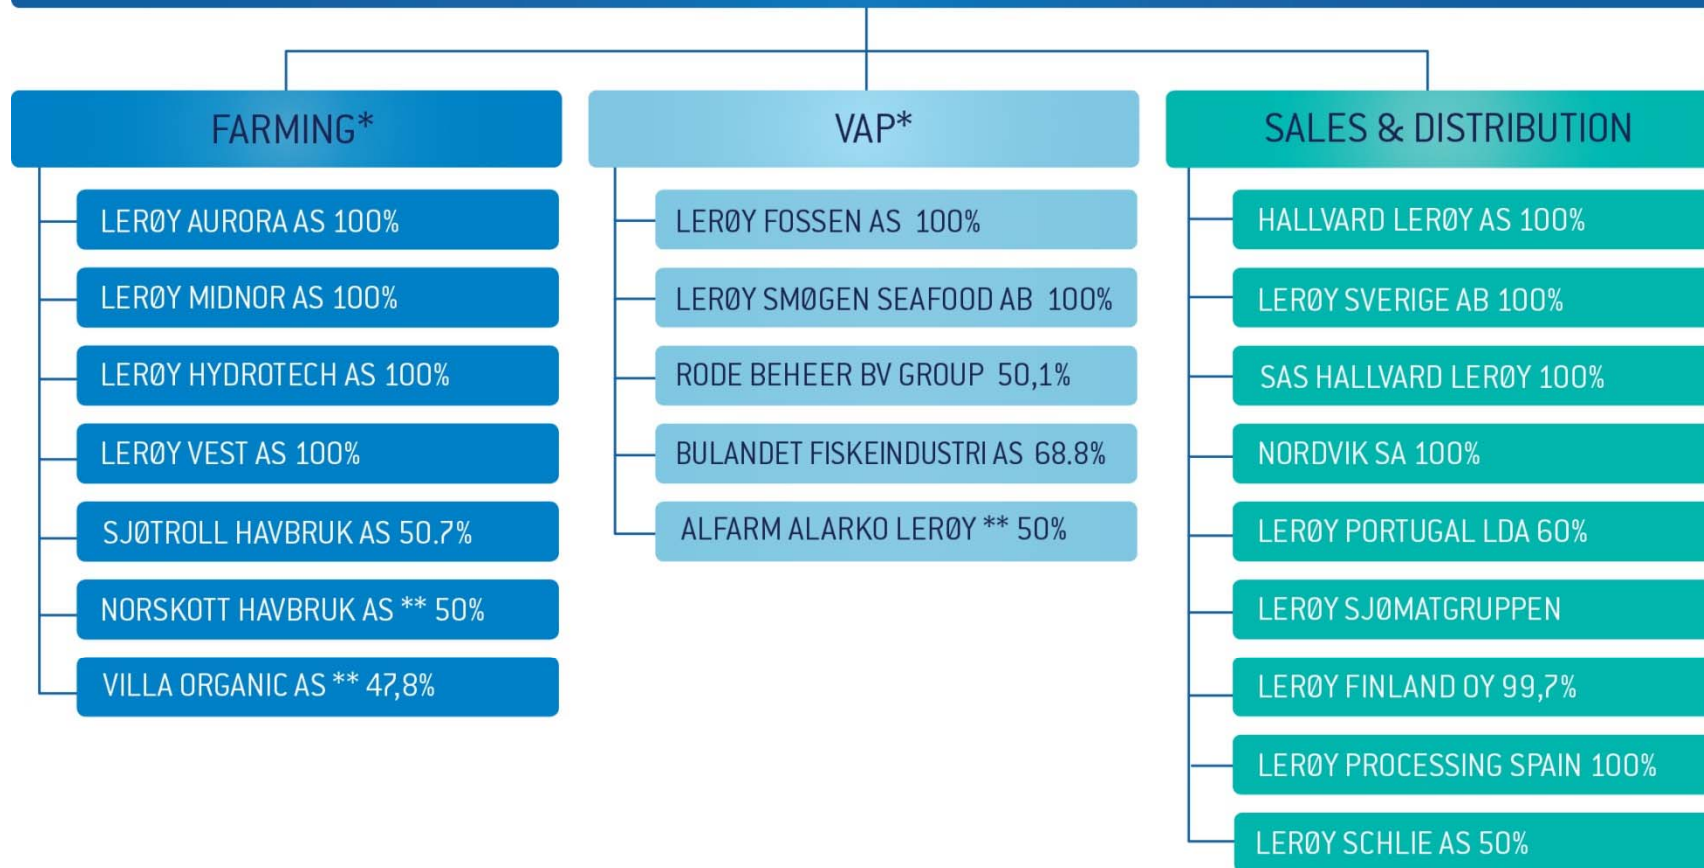 FARMING*
LERØY AURORA AS 100%
LERØY MIDNOR AS 100%
LERØY HYDROTECH AS 100%
LERØY VEST AS 100%
SJØTROLL HAVBRUK AS 50.7%
NORSKOTT HAVBRUK AS ** 50%
VILLA ORGANIC AS ** 47,8%
VAP*
LERØY FOSSEN AS 100%
LERØY SMØGEN SEAFOOD AB 100%
RODE BEHEER BV GROUP 50,1%
BULANDET FISKEINDUSTRI AS 68.8%
ALFARM ALARKO LERØY ** 50%
SALES & DISTRIBUTION
HALLVARD LERØY AS 100%
LERØY SVERIGE AB 100%
SAS HALLVARD LERØY 100%
NORDVIK SA 100%
LERØY PORTUGAL LDA 60%
LERØY SJØMATGRUPPEN
LERØY FINLAND OY 99,7%
LERØY PROCESSING SPAIN 100%
LERØY SCHLIE AS 50%